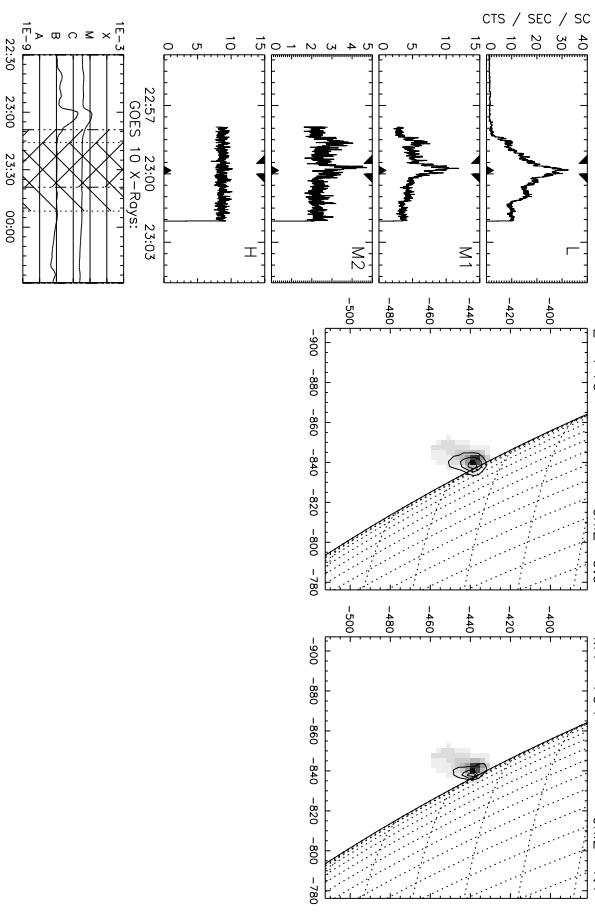 CTS / SEC / SC
0 10 20 30 40
L
0 5 10 15
M1
0 1 2 3 4 5
M2
0 5 10 15
H
22:57 23:00 23:03
GOES 10 X-Rays:
1E-9 1E-3
A B C M X
22:30 23:00 23:30 00:00
-500 -480 -460 -440 -420 -400
-900 -880 -860 -840 -820 -800 -780
-500 -480 -460 -440 -420 -400
-900 -880 -860 -840 -820 -800 -780